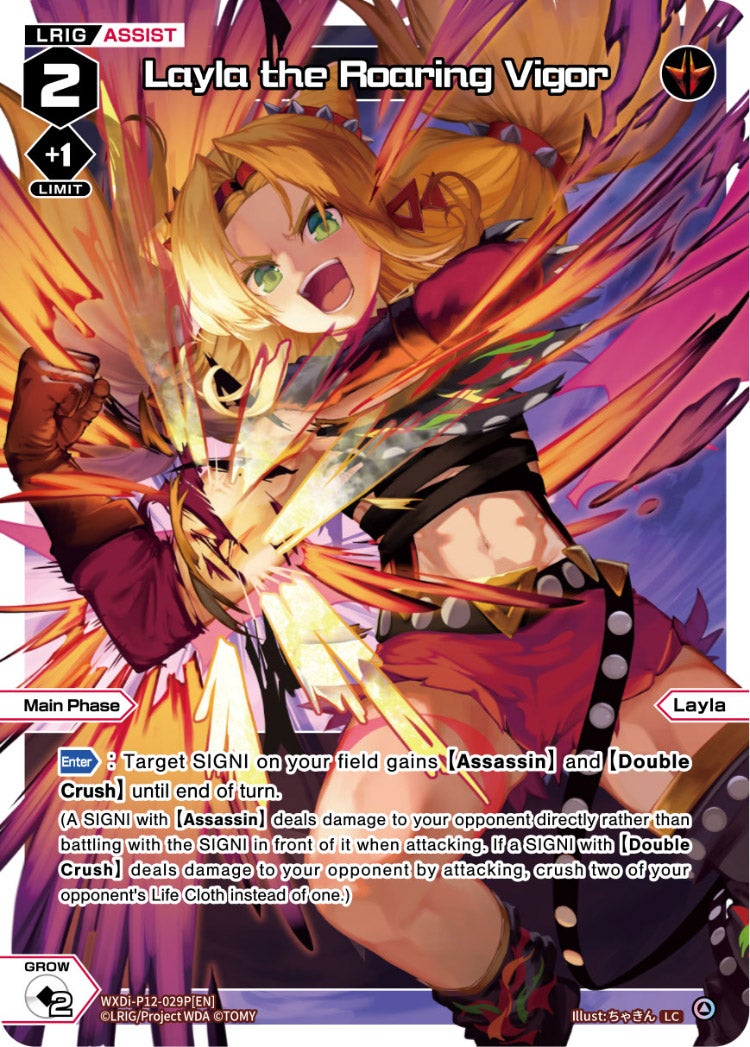 LRIG ASSIST
2
Layla the Roaring Vigor
+1
LIMIT
Main Phase
Layla
Enter : Target SIGNI on your field gains【Assassin】and【Double
Crush】until end of turn.
(A SIGNI with【Assassin】deals damage to your opponent directly rather than
battling with the SIGNI in front of it when attacking. If a SIGNI with【Double
Crush】deals damage to your opponent by attacking, crush two of your
opponent's Life Cloth instead of one.)
GROW
2
WXDi-P12-029P[EN]
©LRIG/Project WDA ©TOMY
Illust:ちゃきん LC